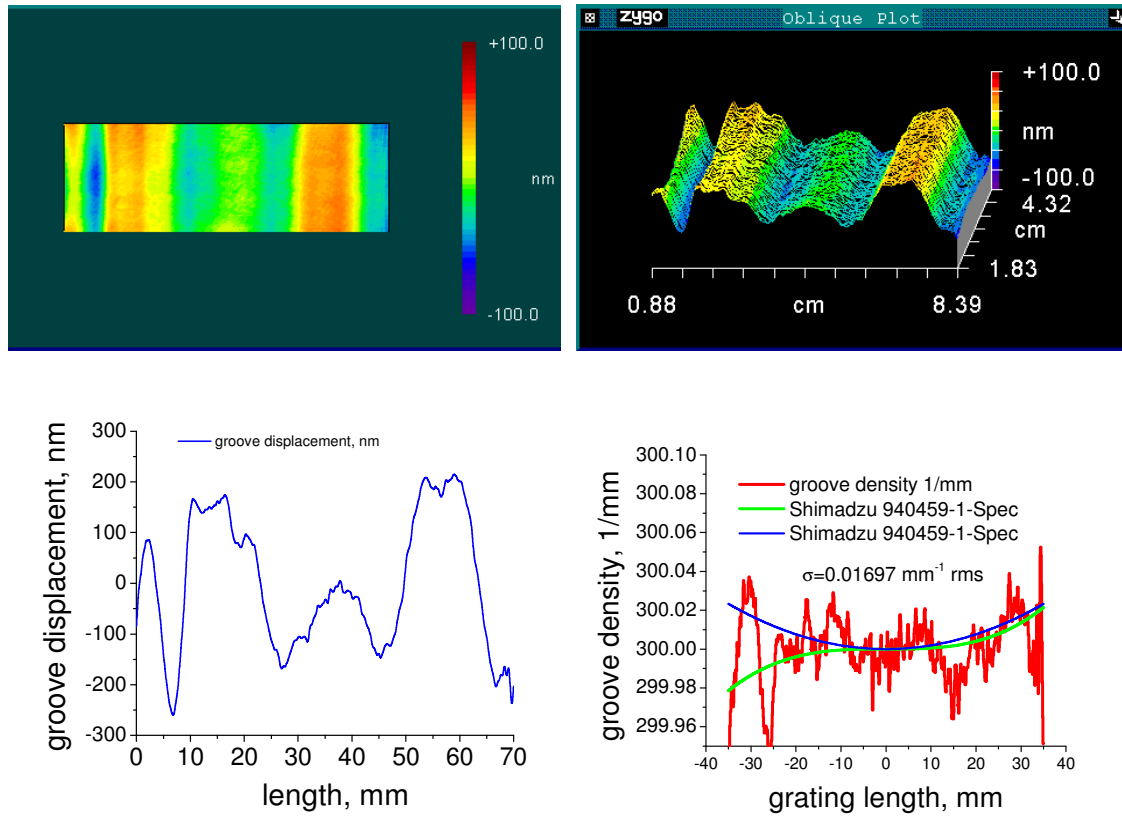 +100.0
nm
-100.0
zygo
Oblique Plot
+100.0
nm
-100.0
4.32
cm
1.83
0.88
cm
8.39
300
200
100
0
-100
-200
-300
groove displacement, nm
groove displacement, nm
0
10
20
30
40
50
60
70
length, mm
300.10
300.08
300.06
300.04
300.02
300.00
299.98
299.96
groove density, 1/mm
groove density 1/mm
Shimadzu 940459-1-Spec
Shimadzu 940459-1-Spec
σ=0.01697 mm⁻¹ rms
-40
-30
-20
-10
0
10
20
30
40
grating length, mm